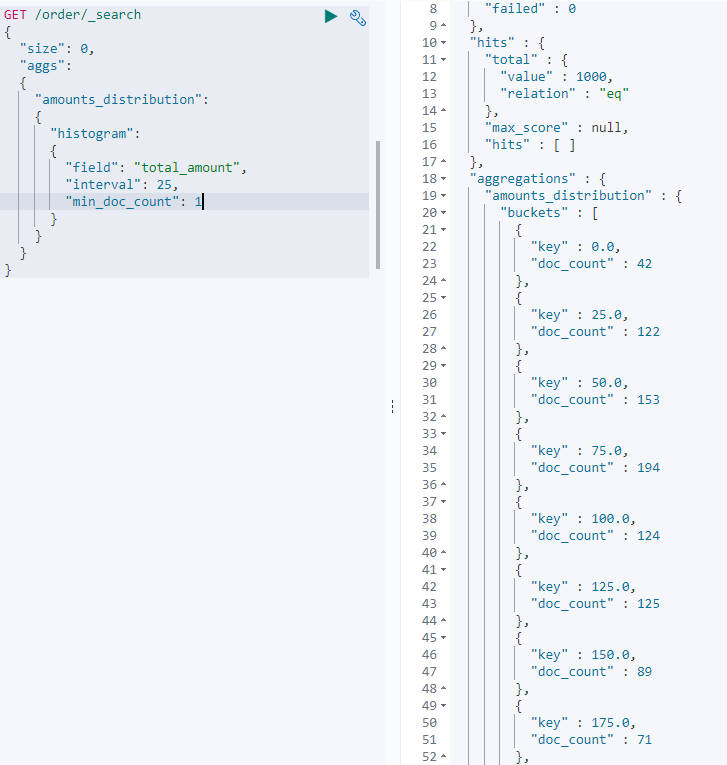 GET /order/_search
{
  "size": 0,
  "aggs":
  {
    "amounts_distribution":
    {
      "histogram":
      {
        "field": "total_amount",
        "interval": 25,
        "min_doc_count": 1
      }
    }
  }
}
8     "failed" : 0
9   },
10   "hits" : {
11     "total" : {
12       "value" : 1000,
13       "relation" : "eq"
14     },
15     "max_score" : null,
16     "hits" : [ ]
17   },
18   "aggregations" : {
19     "amounts_distribution" : {
20       "buckets" : [
21         {
22           "key" : 0.0,
23           "doc_count" : 42
24         },
25         {
26           "key" : 25.0,
27           "doc_count" : 122
28         },
29         {
30           "key" : 50.0,
31           "doc_count" : 153
32         },
33         {
34           "key" : 75.0,
35           "doc_count" : 194
36         },
37         {
38           "key" : 100.0,
39           "doc_count" : 124
40         },
41         {
42           "key" : 125.0,
43           "doc_count" : 125
44         },
45         {
46           "key" : 150.0,
47           "doc_count" : 89
48         },
49         {
50           "key" : 175.0,
51           "doc_count" : 71
52         },